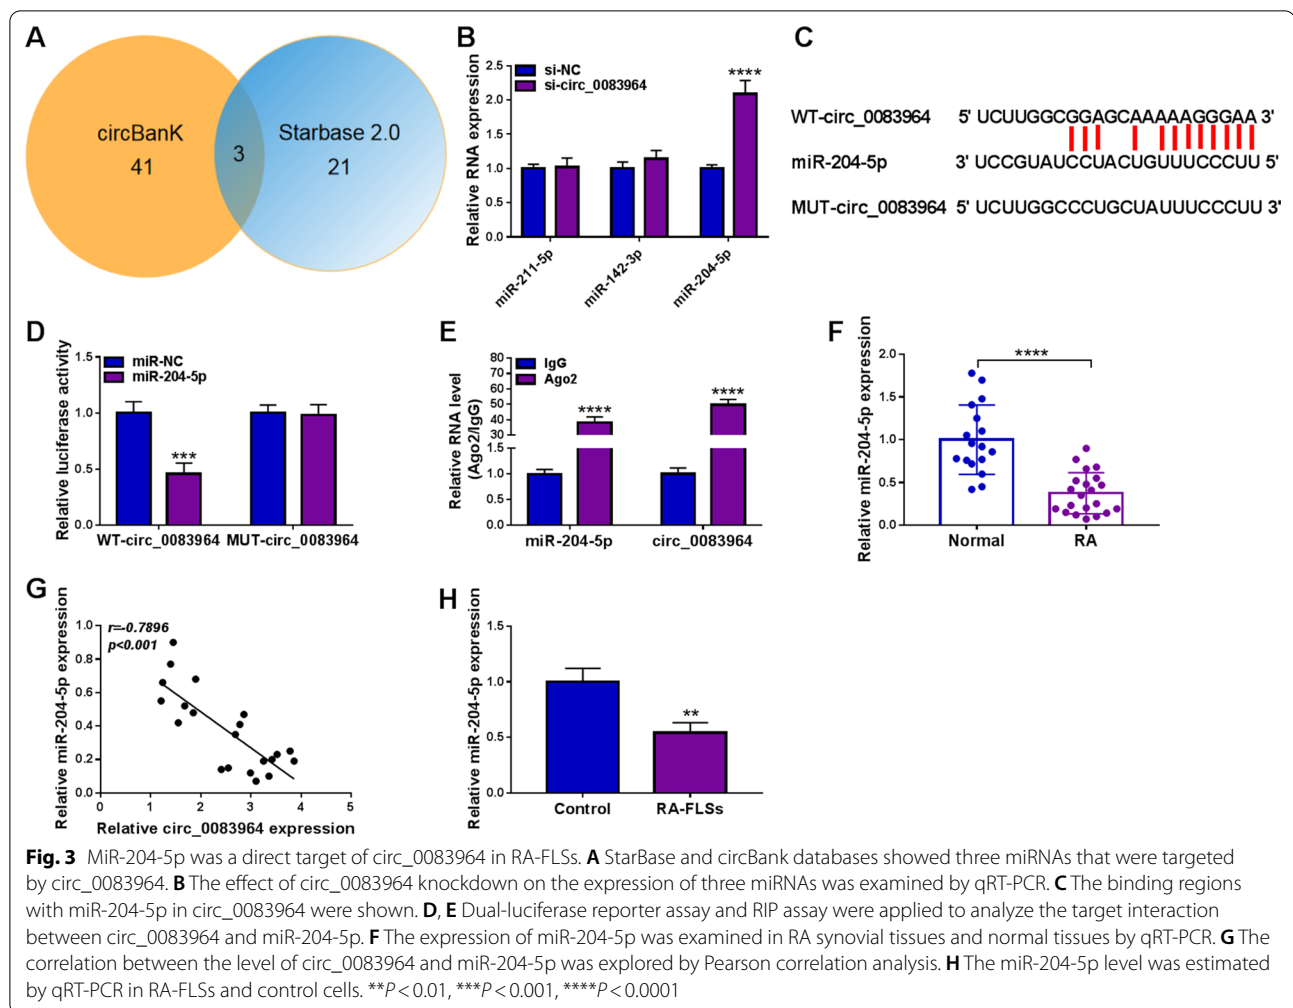 A
circBanK
41
3
Starbase 2.0
21
B
Relative RNA expression
2.5
2.0
1.5
1.0
0.5
0.0
si-NC
si-circ_0083964
****
miR-211-5p
miR-142-3p
miR-204-5p
C
WT-circ_0083964 5' UCUUGGCGGAGCAAAAAGGGAA 3'
miR-204-5p 3' UCCGUAUCCUACUGUUUCCCUU 5'
MUT-circ_0083964 5' UCUUGGCCCUGCUAUUUCCCUU 3'
D
Relative luciferase activity
1.5
1.0
0.5
0.0
miR-NC
miR-204-5p
***
WT-circ_0083964 MUT-circ_0083964
E
Relative RNA level
(Ago2/IgG)
80
70
60
50
40
30
1.5
1.0
0.5
0.0
IgG
Ago2
****
****
miR-204-5p
circ_0083964
F
Relative miR-204-5p expression
2.0
1.5
1.0
0.5
0.0
****
Normal
RA
G
Relative miR-204-5p expression
1.0
0.8
0.6
0.4
0.2
0.0
r=-0.7896
p<0.001
0 1 2 3 4 5
Relative circ_0083964 expression
H
Relative miR-204-5p expression
1.5
1.0
0.5
0.0
**
Control
RA-FLSs
Fig. 3 MiR-204-5p was a direct target of circ_0083964 in RA-FLSs. A StarBase and circBank databases showed three miRNAs that were targeted
by circ_0083964. B The effect of circ_0083964 knockdown on the expression of three miRNAs was examined by qRT-PCR. C The binding regions
with miR-204-5p in circ_0083964 were shown. D, E Dual-luciferase reporter assay and RIP assay were applied to analyze the target interaction
between circ_0083964 and miR-204-5p. F The expression of miR-204-5p was examined in RA synovial tissues and normal tissues by qRT-PCR. G The
correlation between the level of circ_0083964 and miR-204-5p was explored by Pearson correlation analysis. H The miR-204-5p level was estimated
by qRT-PCR in RA-FLSs and control cells. **P < 0.01, ***P < 0.001, ****P < 0.0001